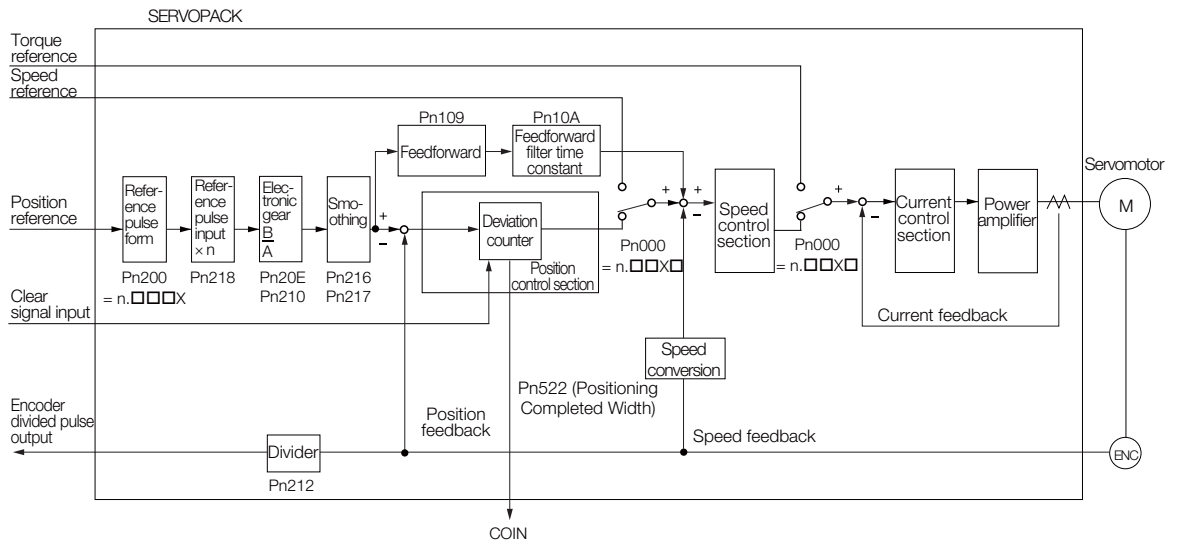 SERVOPACK
Torque
reference
Speed
reference
Pn109
Pn10A
Feedforward
Feedforward
filter time
constant
Servomotor
Position
reference
Refer-
ence
pulse
form
Refer-
ence
pulse
input
× n
Elec-
tronic
gear
B
A
Smo-
othing
+
−
Deviation
counter
Position
control section
+
+
−
Speed
control
section
+
−
Current
control
section
Power
amplifier
M
Pn200
= n.□□□X
Pn218
Pn20E
Pn210
Pn216
Pn217
Pn000
= n.□□X□
Pn000
= n.□□X□
Clear
signal input
Current feedback
Speed
conversion
Pn522 (Positioning
Completed Width)
Encoder
divided pulse
output
Position
feedback
Speed feedback
Divider
Pn212
ENC
COIN